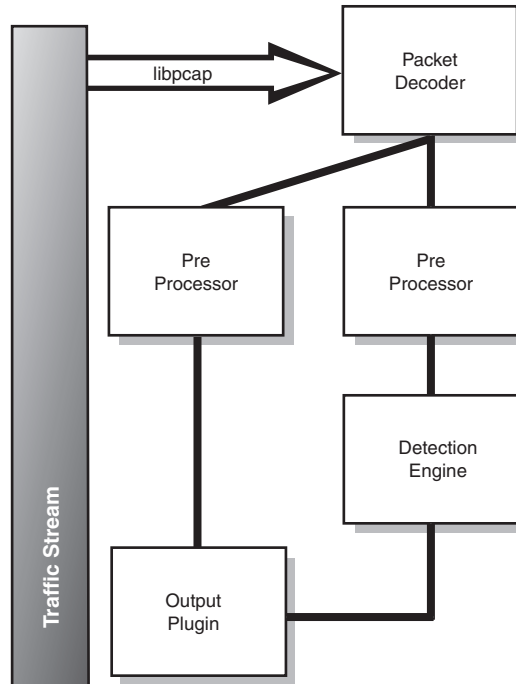 libpcap
Packet
Decoder
Pre
Processor
Pre
Processor
Detection
Engine
Output
Plugin
Traffic Stream